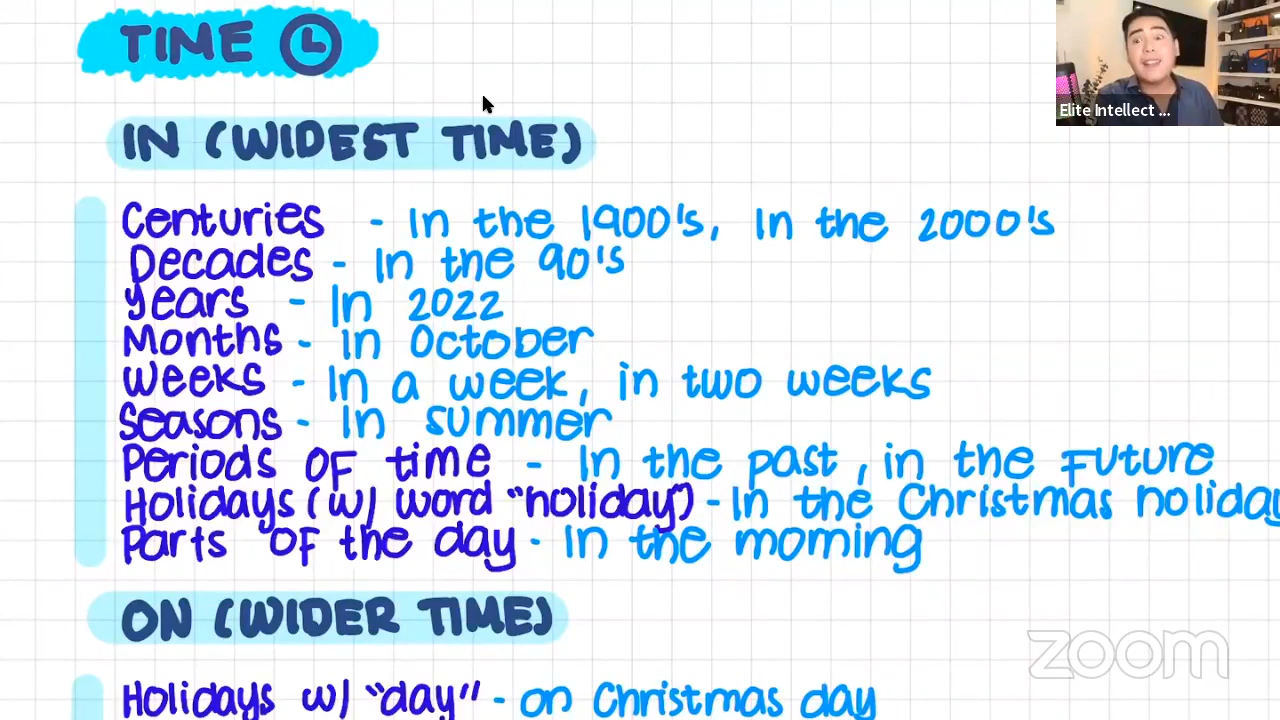 TIME
Elite Intellect ...
IN (WIDEST TIME)
Centuries - In the 1900's, In the 2000's
Decades - In the 90's
Years - In 2022
Months - In October
Weeks - In a week, in two weeks
Seasons - In summer
Periods of time - In the past, in the future
Holidays (w/ word "holiday") - In the Christmas holiday
Parts of the day - In the morning
ON (WIDER TIME)
zoom
Holidays w/ "day" - on Christmas day